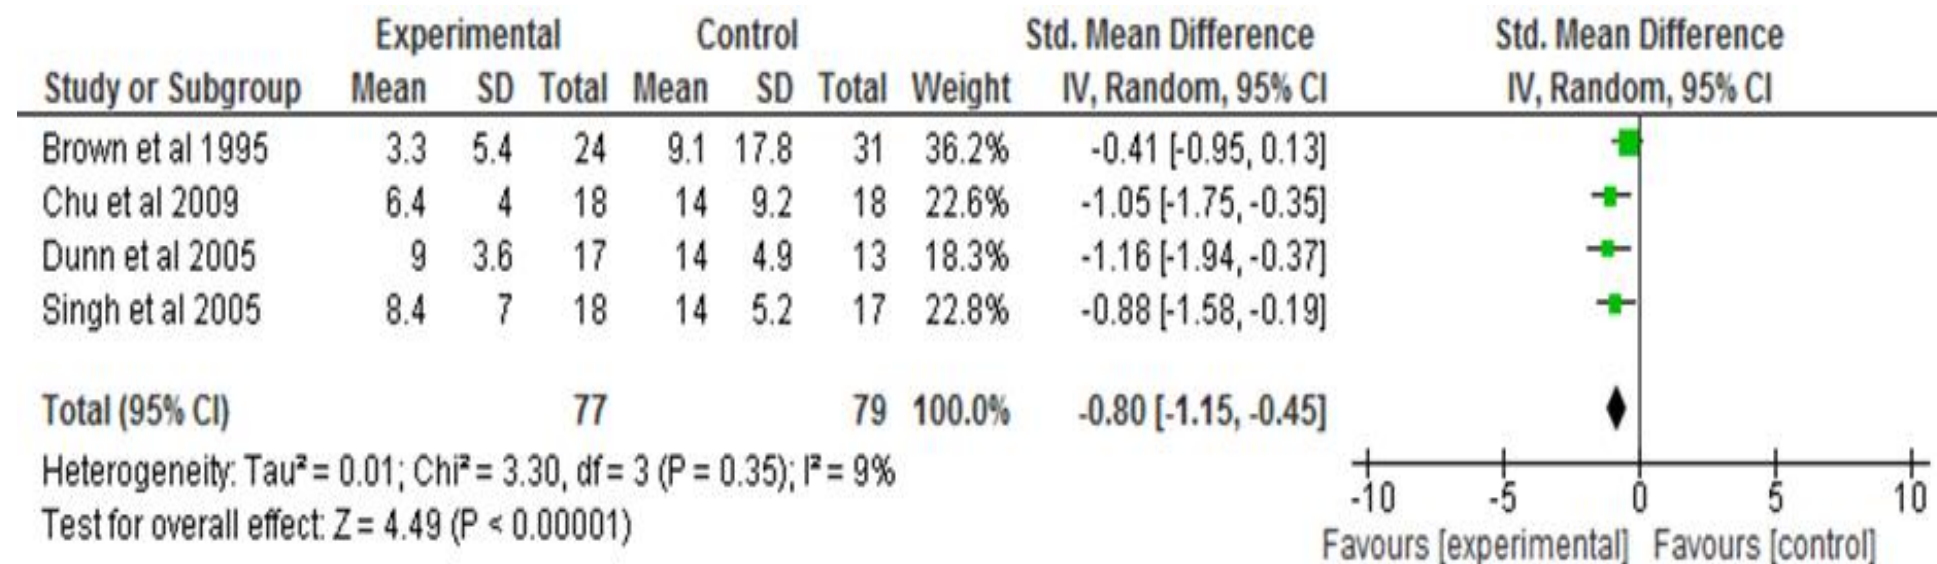 Experimental Control Std. Mean Difference Std. Mean Difference
Study or Subgroup Mean SD Total Mean SD Total Weight IV, Random, 95% CI IV, Random, 95% CI
Brown et al 1995 3.3 5.4 24 9.1 17.8 31 36.2% -0.41 [-0.95, 0.13]
Chu et al 2009 6.4 4 18 14 9.2 18 22.6% -1.05 [-1.75, -0.35]
Dunn et al 2005 9 3.6 17 14 4.9 13 18.3% -1.16 [-1.94, -0.37]
Singh et al 2005 8.4 7 18 14 5.2 17 22.8% -0.88 [-1.58, -0.19]
Total (95% CI) 77 79 100.0% -0.80 [-1.15, -0.45]
Heterogeneity: Tau² = 0.01; Chi² = 3.30, df = 3 (P = 0.35); I² = 9%
Test for overall effect: Z = 4.49 (P < 0.00001)
-10 -5 0 5 10
Favours [experimental] Favours [control]